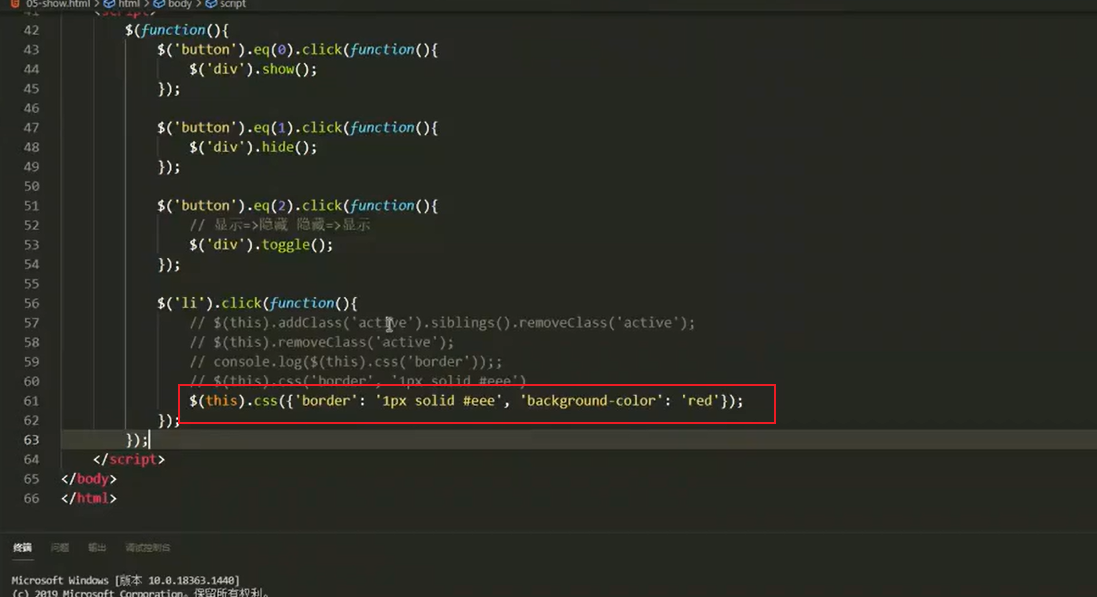 05-show.html > html > body > script
41 <script>
42 $(function(){
43 $('button').eq(0).click(function(){
44 $('div').show();
45 });
46
47 $('button').eq(1).click(function(){
48 $('div').hide();
49 });
50
51 $('button').eq(2).click(function(){
52 // 显示=>隐藏 隐藏=>显示
53 $('div').toggle();
54 });
55
56 $('li').click(function(){
57 // $(this).addClass('active').siblings().removeClass('active');
58 // $(this).removeClass('active');
59 // console.log($(this).css('border'));;
60 // $(this).css('border', '1px solid #eee')
61 $(this).css({'border': '1px solid #eee', 'background-color': 'red'});
62 });
63 });
64 </script>
65 </body>
66 </html>
终端 问题 输出 调试控制台
Microsoft Windows [版本 10.0.18363.1440]
(c) 2019 Microsoft Corporation。保留所有权利。